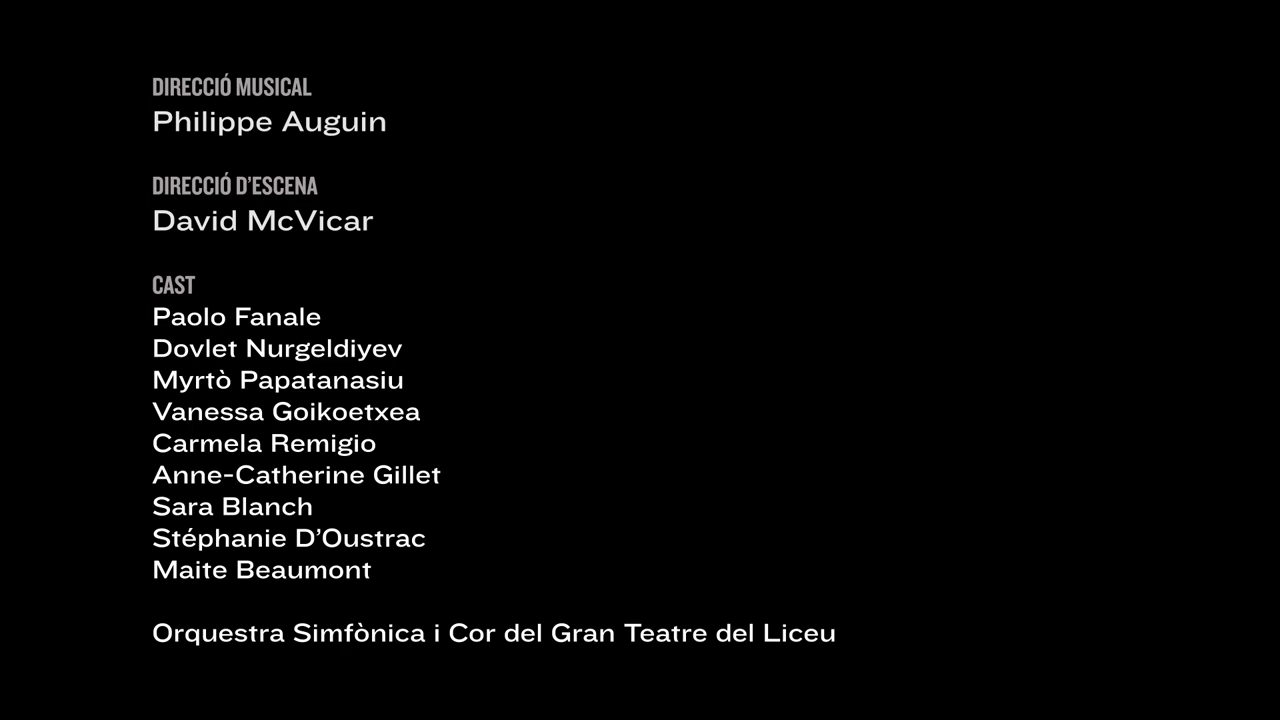 DIRECCIÓ MUSICAL
Philippe Auguin
DIRECCIÓ D’ESCENA
David McVicar
CAST
Paolo Fanale
Dovlet Nurgeldiyev
Myrtò Papatanasiu
Vanessa Goikoetxea
Carmela Remigio
Anne-Catherine Gillet
Sara Blanch
Stéphanie D’Oustrac
Maite Beaumont
Orquestra Simfònica i Cor del Gran Teatre del Liceu